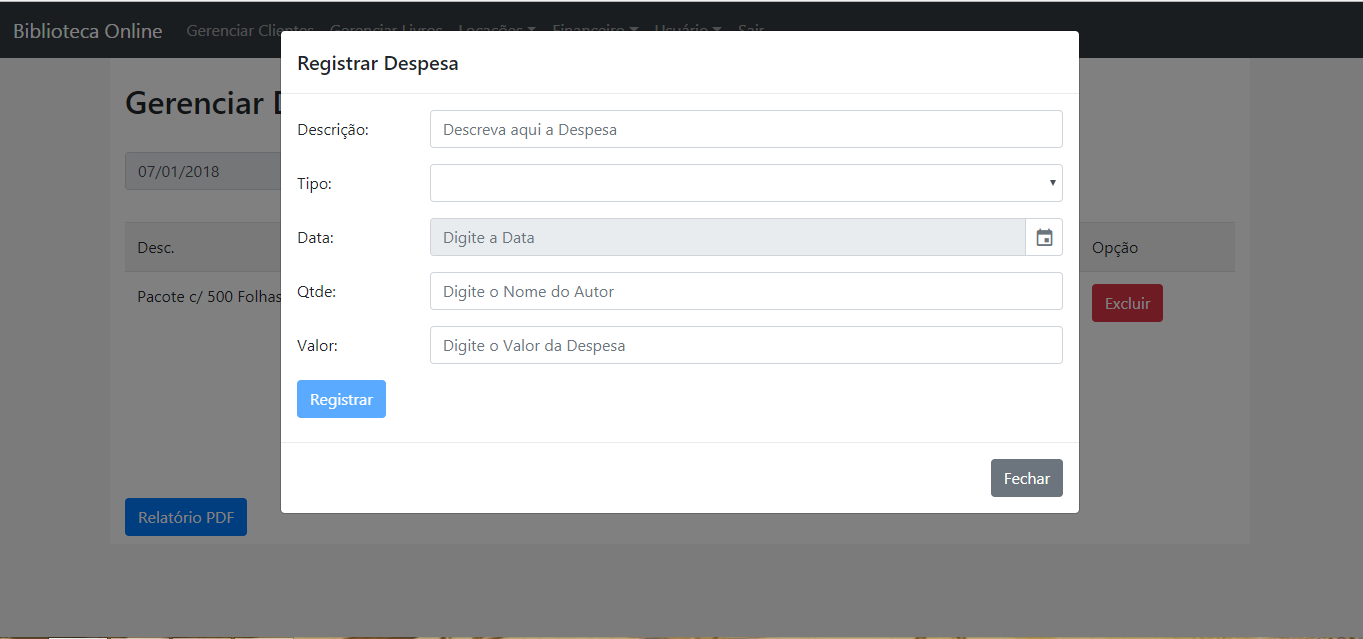 Biblioteca Online Gerenciar Clientes Gerenciar Livros Locações Financeiro Usuário Sair
Registrar Despesa
Gerenciar
Descrição: Descreva aqui a Despesa
Tipo:
07/01/2018
Data: Digite a Data
Desc.
Opção
Qtde: Digite o Nome do Autor
Pacote c/ 500 Folhas
Excluir
Valor: Digite o Valor da Despesa
Registrar
Fechar
Relatório PDF